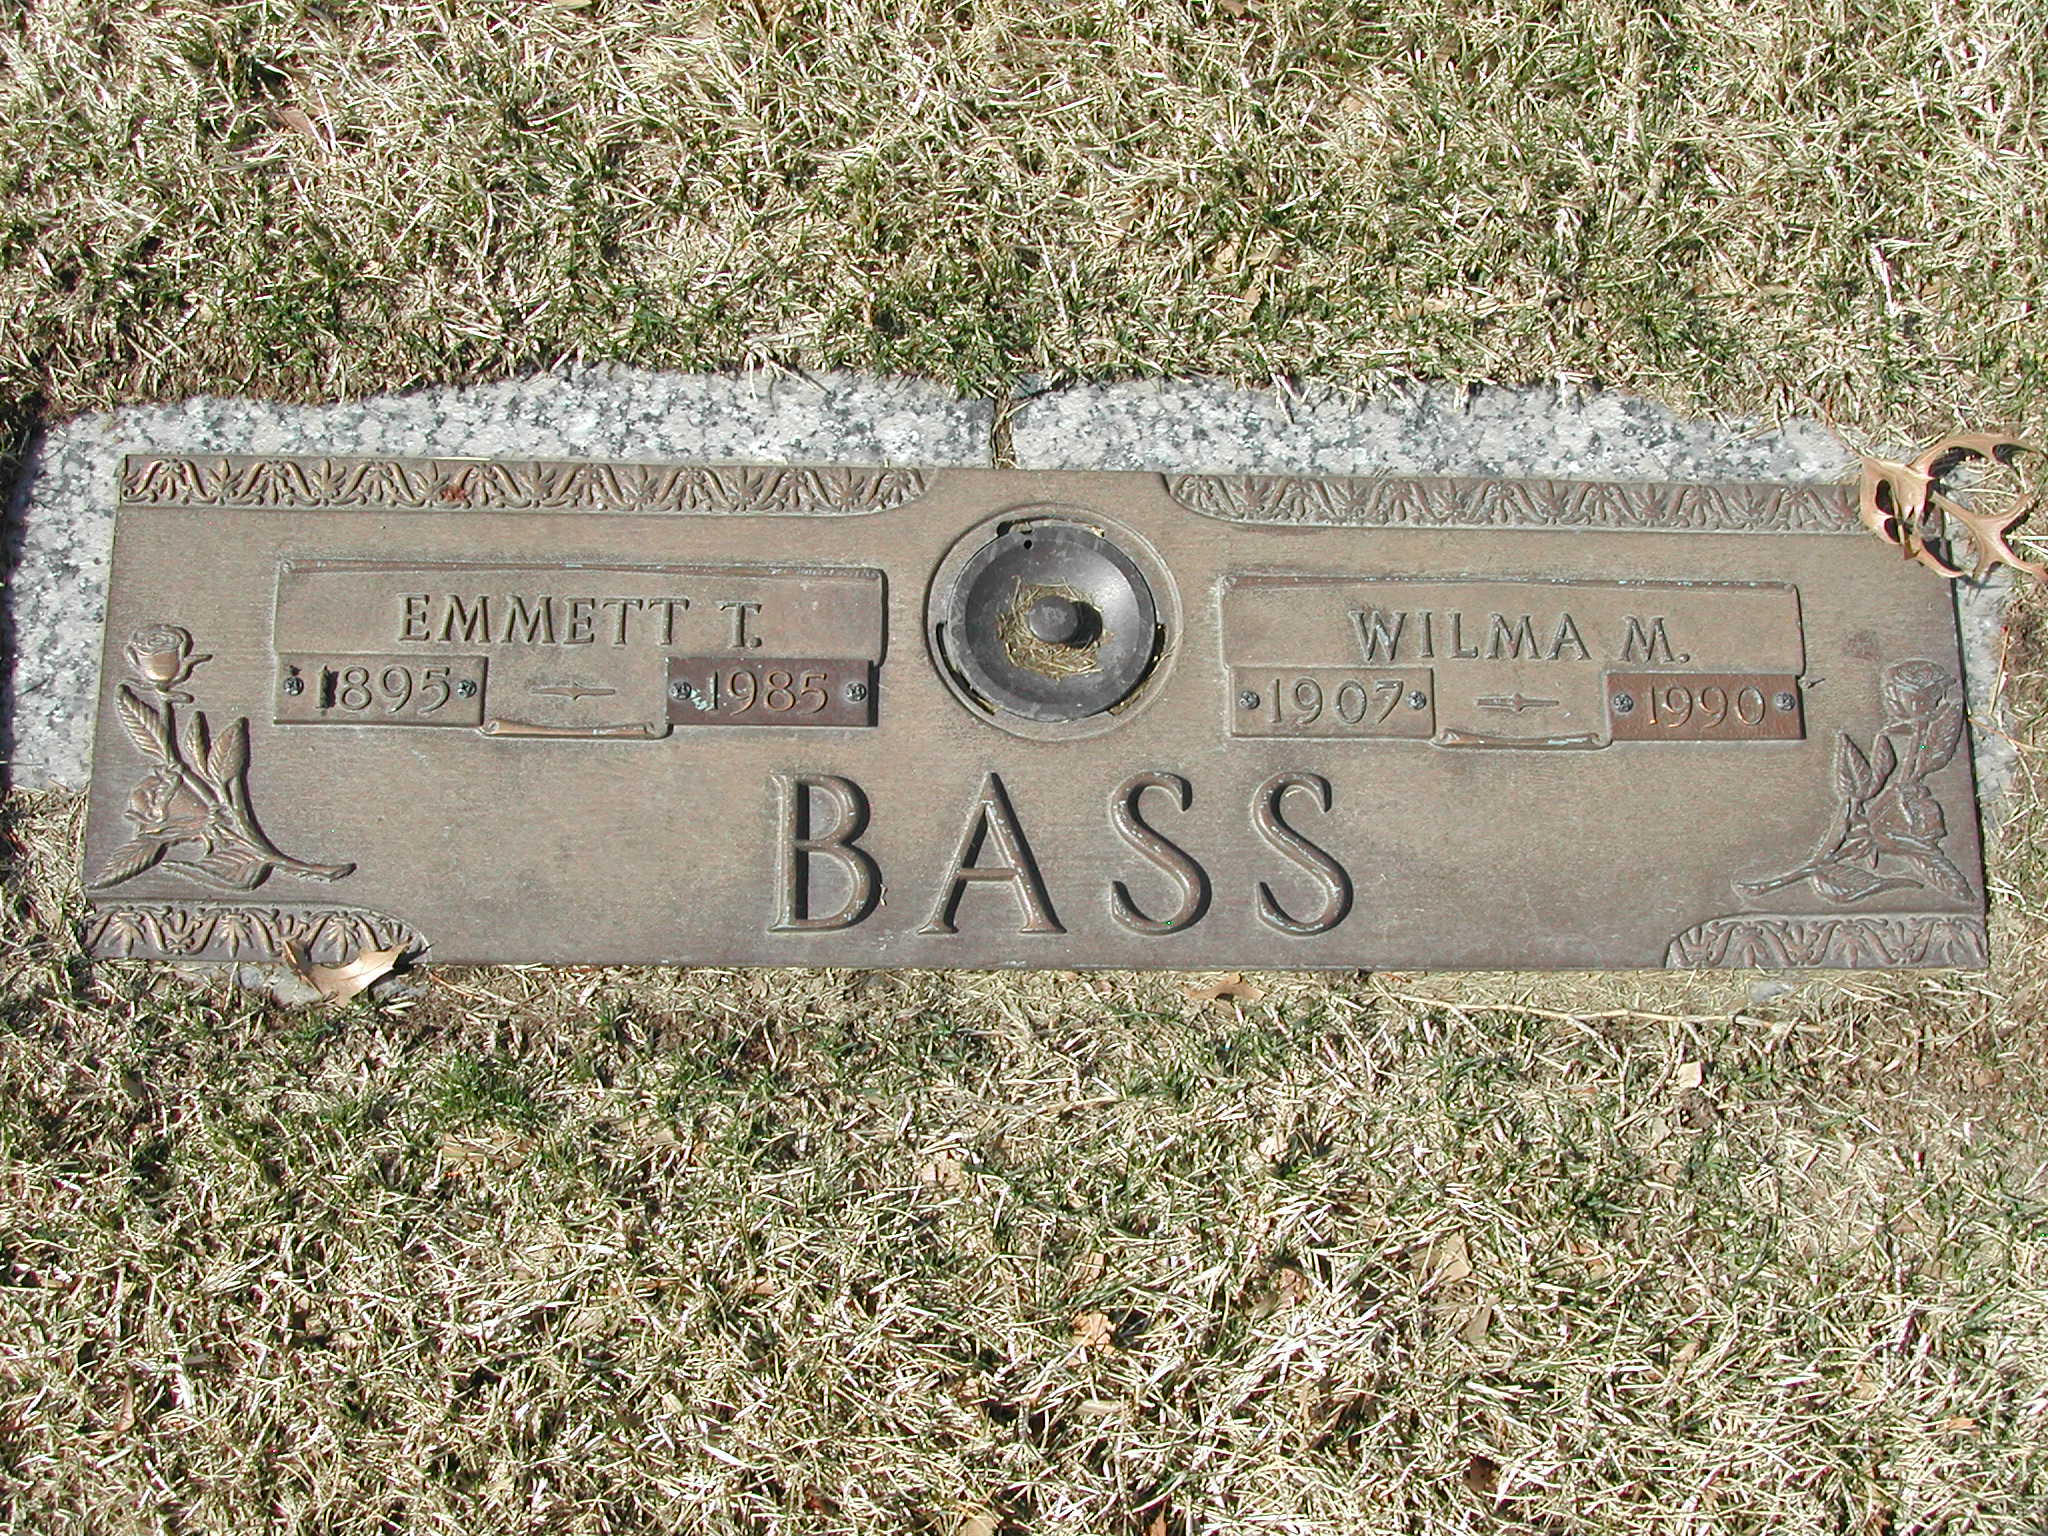 EMMETT T.
1895 - 1985
WILMA M.
1907 - 1990
BASS